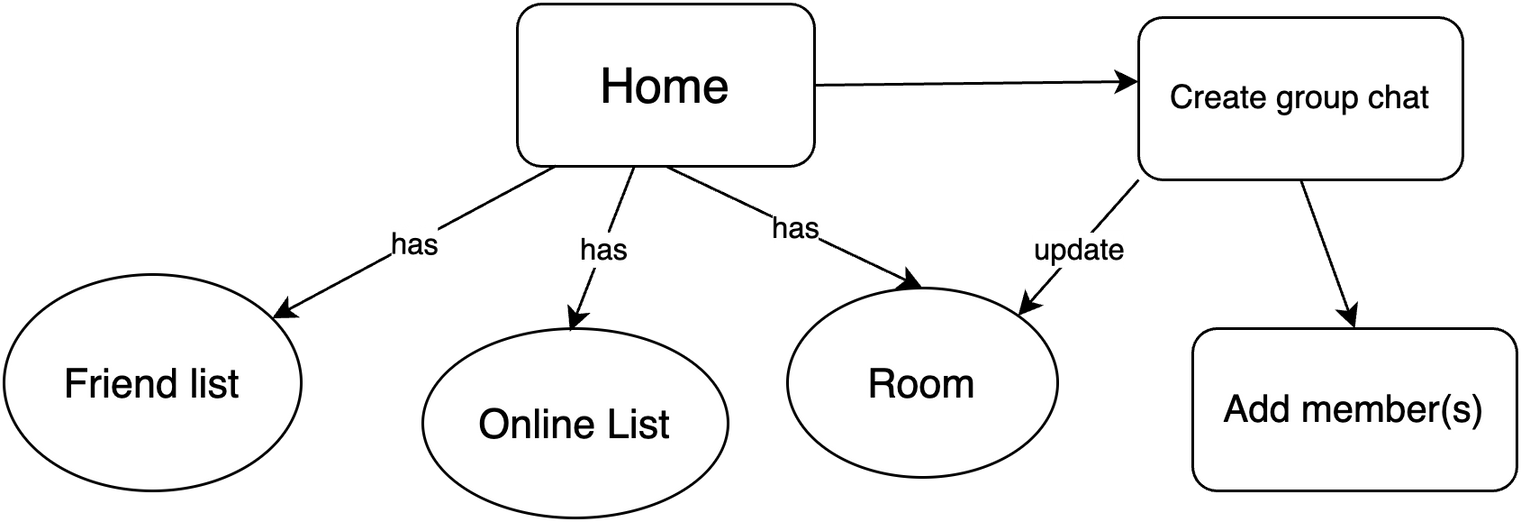 Home
Create group chat
has
has
has
update
Friend list
Online List
Room
Add member(s)